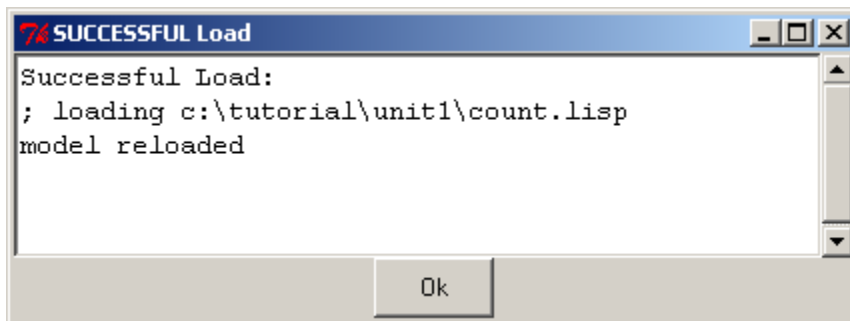 SUCCESSFUL Load
Successful Load:
; loading c:\tutorial\unit1\count.lisp
model reloaded
Ok